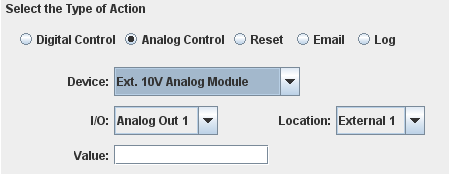 Select the Type of Action
Digital Control Analog Control Reset Email Log
Device: Ext. 10V Analog Module
I/O: Analog Out 1 Location: External 1
Value: